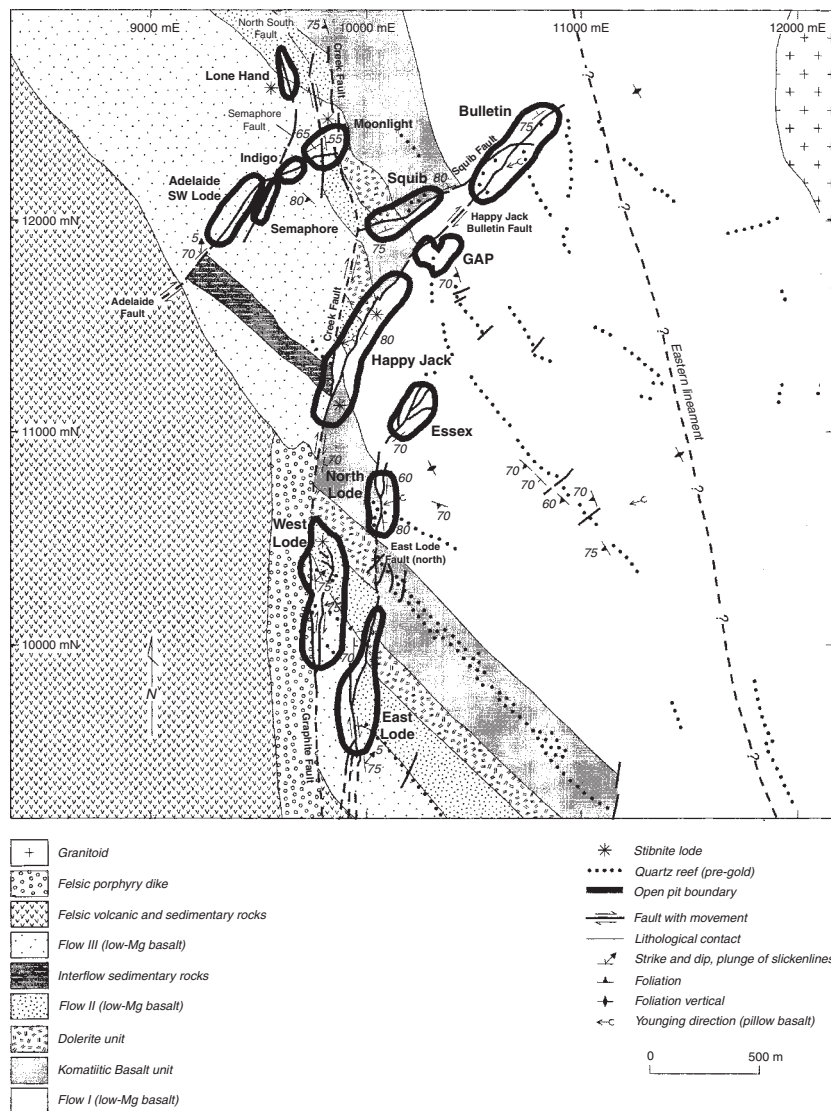 9000 mE
10000 mE
11000 mE
12000 mE
North South
Fault
75
Creek Fault
Lone Hand
Bulletin
Semaphore
Fault
65
55
Moonlight
75
Squib Fault
Indigo
Adelaide
SW Lode
Squib
80
80
12000 mN
Semaphore
75
Happy Jack
Bulletin Fault
5
70
GAP
70
Adelaide
Fault
Creek Fault
80
Happy Jack
Eastern lineament
Essex
11000 mN
70
70
60
North
Lode
70
70
70
70
60
West
Lode
80
East Lode
Fault (north)
75
75
10000 mN
70
N
East
Lode
Graphite Fault
5
75
?
?
?
?
?
?
?
?
Granitoid
Felsic porphyry dike
Felsic volcanic and sedimentary rocks
Flow III (low-Mg basalt)
Interflow sedimentary rocks
Flow II (low-Mg basalt)
Dolerite unit
Komatiitic Basalt unit
Flow I (low-Mg basalt)
Stibnite lode
Quartz reef (pre-gold)
Open pit boundary
Fault with movement
Lithological contact
Strike and dip, plunge of slickenlines
Foliation
Foliation vertical
Younging direction (pillow basalt)
0
500 m